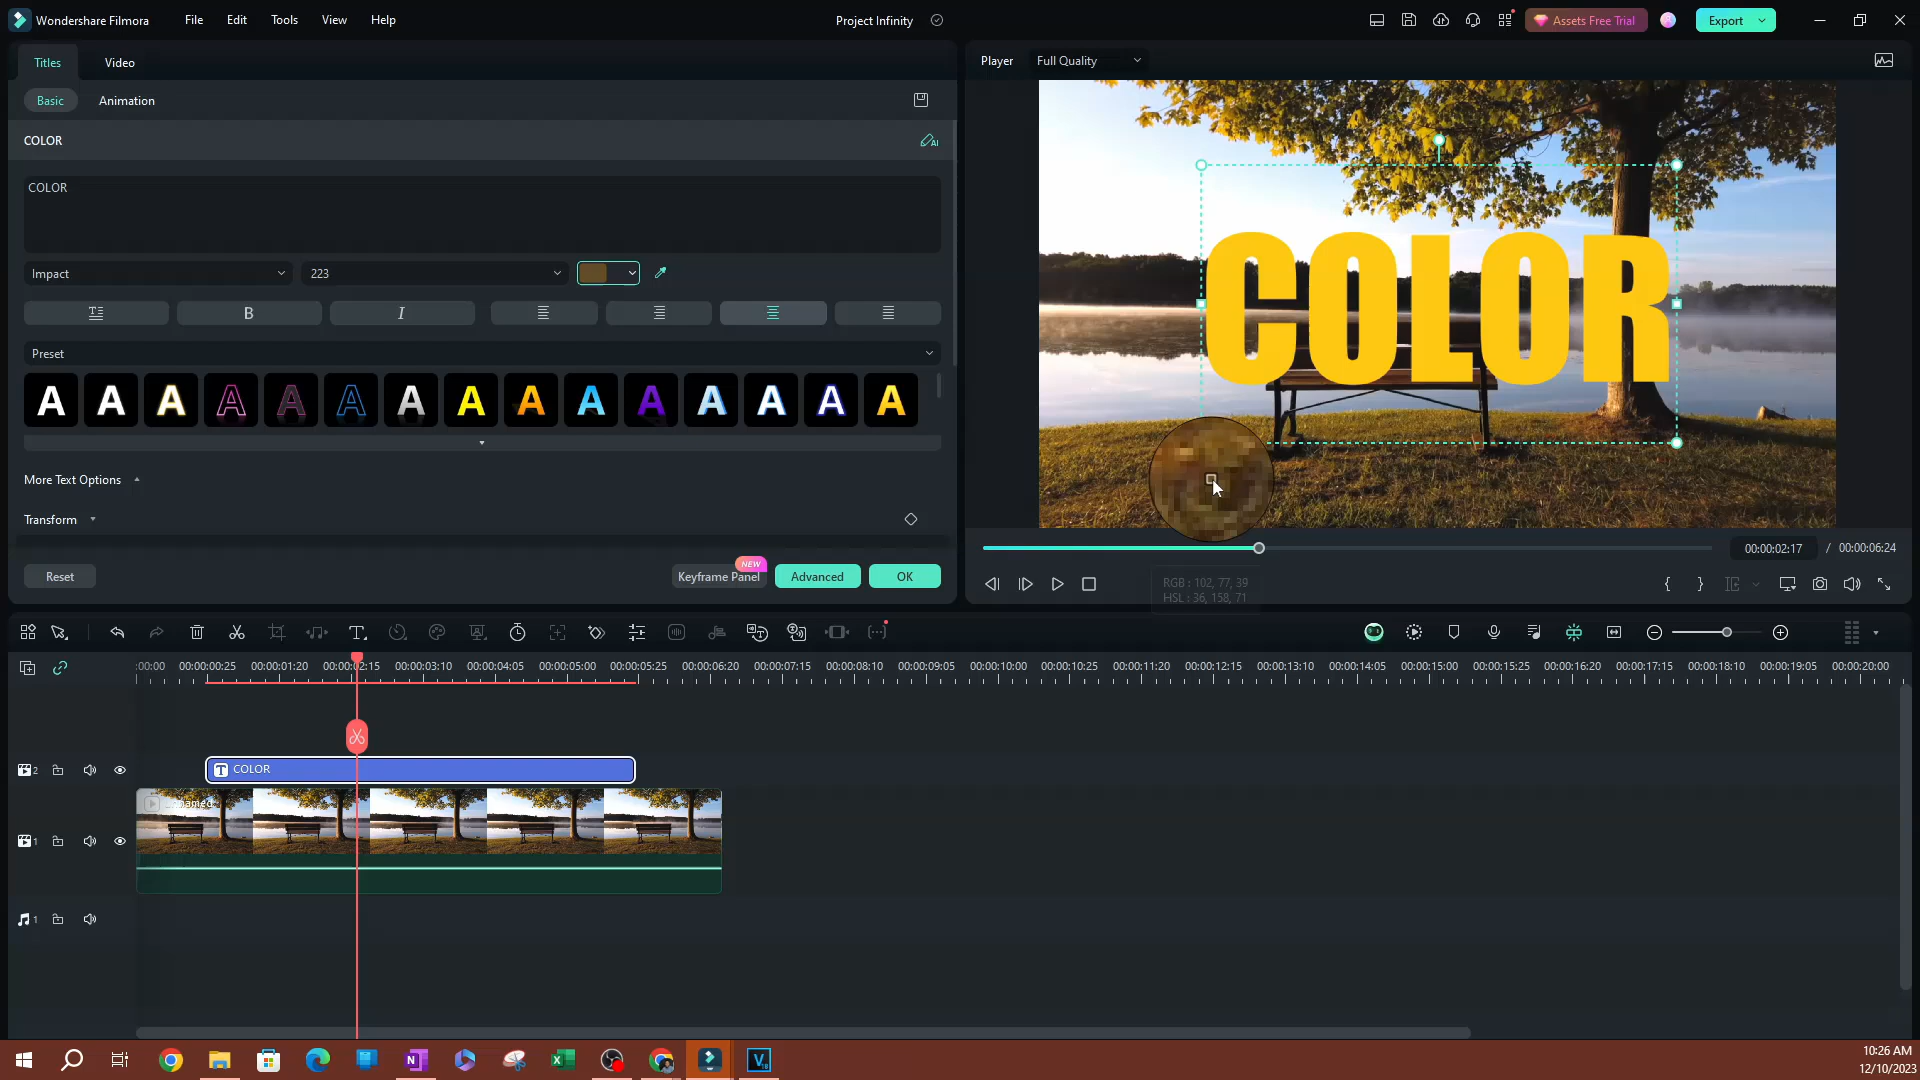 Wondershare Filmora File Edit Tools View Help Project Infinity Assets Free Trial Export
Titles Video
Player Full Quality
Basic Animation
COLOR
COLOR
Impact 223
B I
Preset
A A A A A A A A A A A A A A A
More Text Options
Transform
COLOR
Reset NEW Keyframe Panel Advanced OK
00:00:02:17 / 00:00:06:24
RGB : 102, 77, 39
HSL : 36, 158, 71
:00:00 00:00:00:25 00:00:01:20 00:00:02:15 00:00:03:10 00:00:04:05 00:00:05:00 00:00:05:25 00:00:06:20 00:00:07:15 00:00:08:10 00:00:09:05 00:00:10:00 00:00:10:25 00:00:11:20 00:00:12:15 00:00:13:10 00:00:14:05 00:00:15:00 00:00:15:25 00:00:16:20 00:00:17:15 00:00:18:10 00:00:19:05 00:00:20:00
2 T COLOR
1
1
10:26 AM
12/10/2023